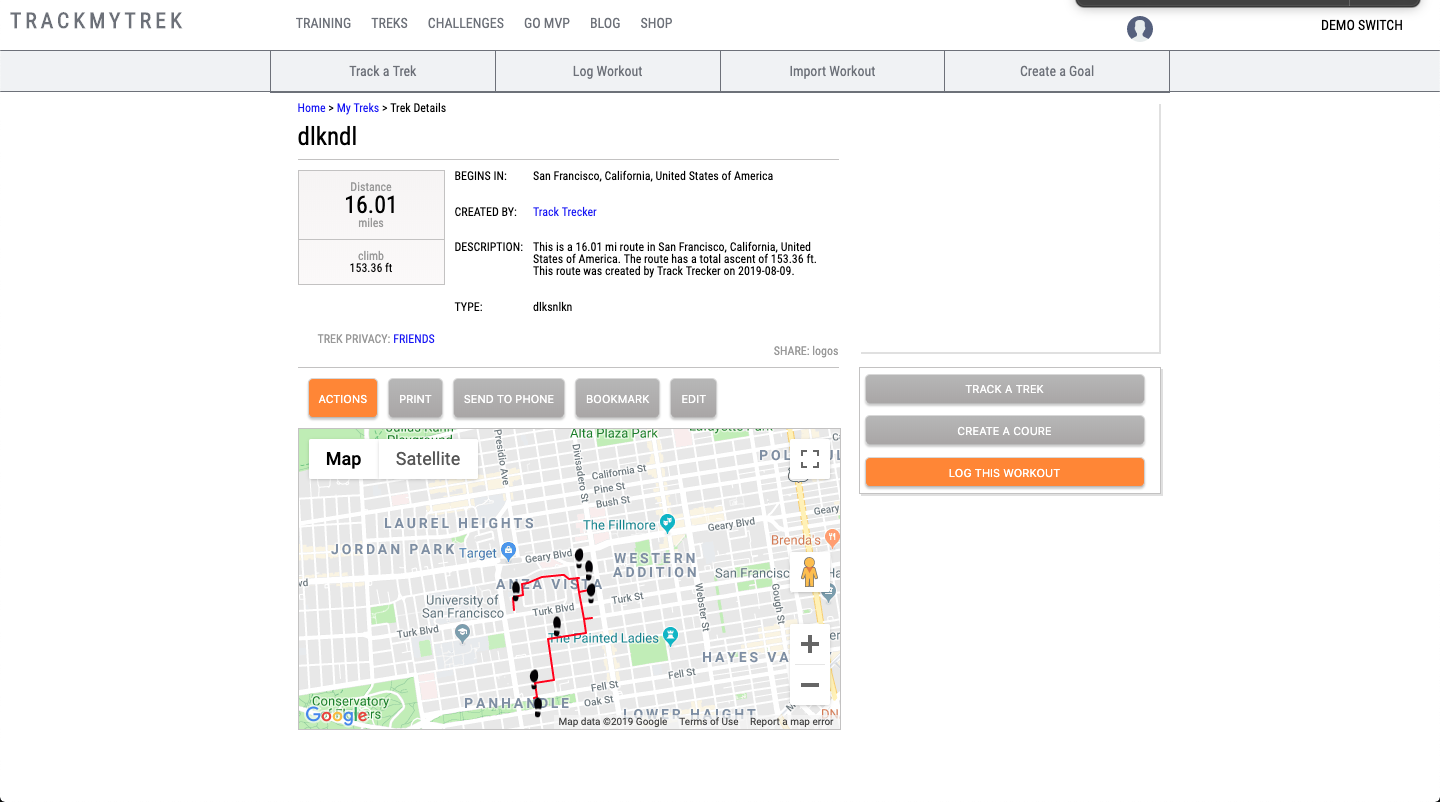 TRACKMYTREK
TRAINING TREKS CHALLENGES GO MVP BLOG SHOP
DEMO SWITCH
Track a Trek Log Workout Import Workout Create a Goal
Home > My Treks > Trek Details
dlkndl
Distance
16.01
miles
climb
153.36 ft
BEGINS IN: San Francisco, California, United States of America
CREATED BY: Track Trecker
DESCRIPTION: This is a 16.01 mi route in San Francisco, California, United
States of America. The route has a total ascent of 153.36 ft.
This route was created by Track Trecker on 2019-08-09.
TYPE: dlksnlkn
TREK PRIVACY: FRIENDS
SHARE: logos
ACTIONS PRINT SEND TO PHONE BOOKMARK EDIT
TRACK A TREK
CREATE A COURE
LOG THIS WORKOUT
Map Satellite
Alta Plaza Park
Presidio Ave
Divisadero St
California St
Pine St
Bush St
LAUREL HEIGHTS
The Fillmore
Geary Blvd
Geary
JORDAN PARK
Target
Geary Blvd
WESTERN
ADDITION
Brenda's
San Francisc
ANZA VISTA
University of
San Francisco
Turk Blvd
Turk St
Webster St
Gough St
Turk Blvd
The Painted Ladies
HAYES VA
Fell St
Fell St
Oak St
PANHANDLE
LOWER HAIGHT
Conservatory
Google
Map data ©2019 Google Terms of Use Report a map error